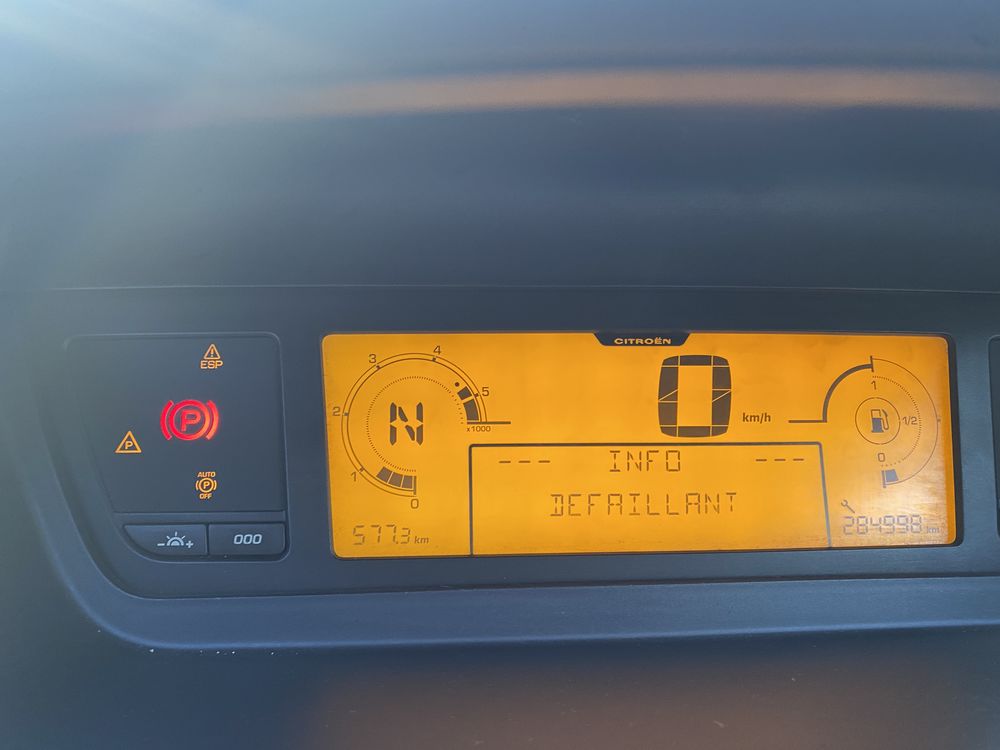 ESP
P
P
AUTO
P
OFF
- +
000
CITROËN
4
3
5
2
N
x1000
1
0
0 km/h
1
1/2
0
--- INFO ---
DEFAILLANT
577.3 km
204998 km